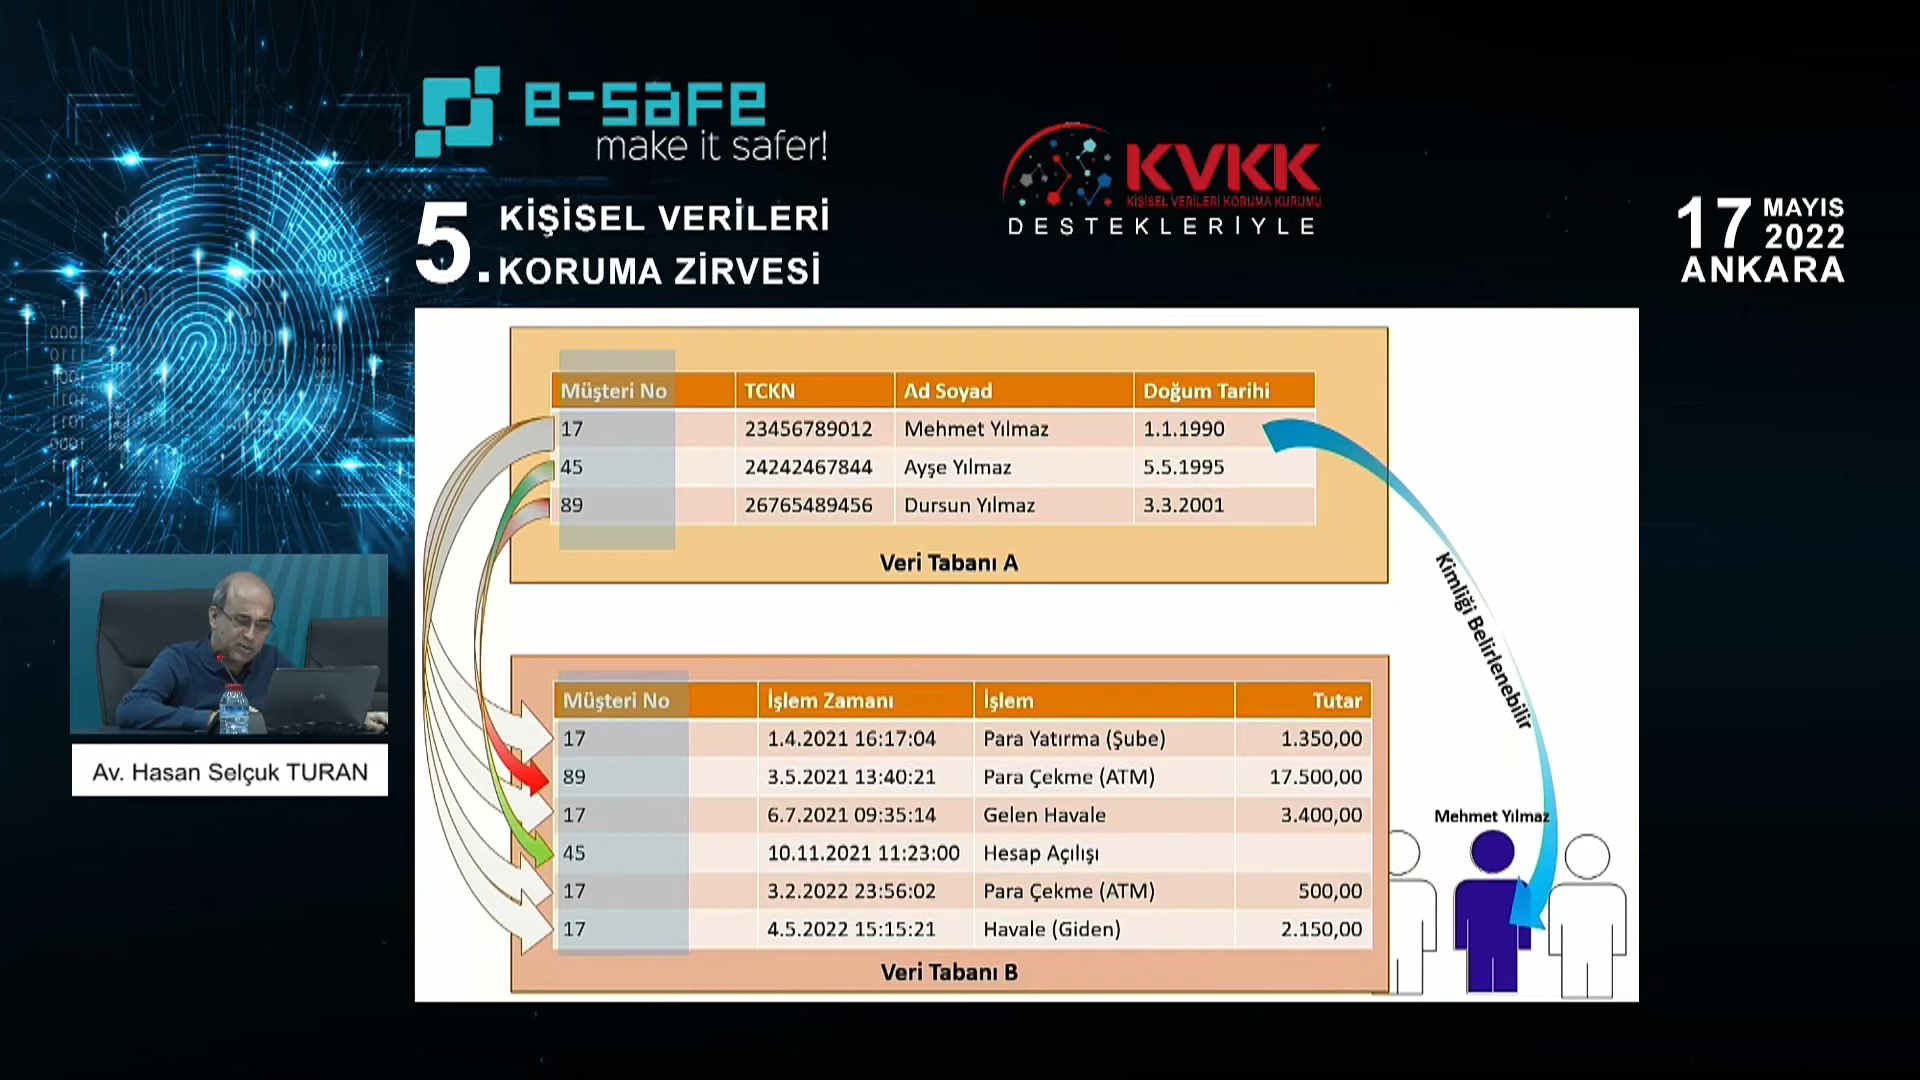 e-safe
make it safer!
5. KİŞİSEL VERİLERİ
KORUMA ZİRVESİ
KVKK
KİŞİSEL VERİLERİ KORUMA KURUMU
DESTEKLERİYLE
17 MAYIS
2022
ANKARA
Müşteri No TCKN Ad Soyad Doğum Tarihi
17 23456789012 Mehmet Yılmaz 1.1.1990
45 24242467844 Ayşe Yılmaz 5.5.1995
89 26765489456 Dursun Yılmaz 3.3.2001
Veri Tabanı A
Kimliği Belirlenebilir
Müşteri No İşlem Zamanı İşlem Tutar
17 1.4.2021 16:17:04 Para Yatırma (Şube) 1.350,00
89 3.5.2021 13:40:21 Para Çekme (ATM) 17.500,00
17 6.7.2021 09:35:14 Gelen Havale 3.400,00
45 10.11.2021 11:23:00 Hesap Açılışı
17 3.2.2022 23:56:02 Para Çekme (ATM) 500,00
17 4.5.2022 15:15:21 Havale (Giden) 2.150,00
Veri Tabanı B
Mehmet Yılmaz
Av. Hasan Selçuk TURAN